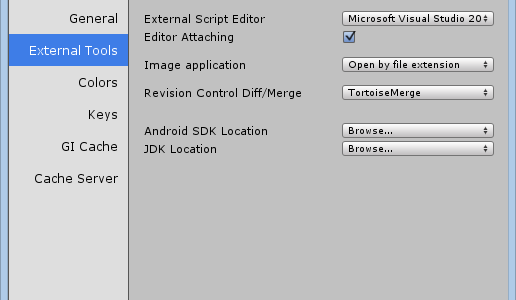 General
External Tools
Colors
Keys
GI Cache
Cache Server
External Script Editor Microsoft Visual Studio 20
Editor Attaching
Image application Open by file extension
Revision Control Diff/Merge TortoiseMerge
Android SDK Location Browse...
JDK Location Browse...